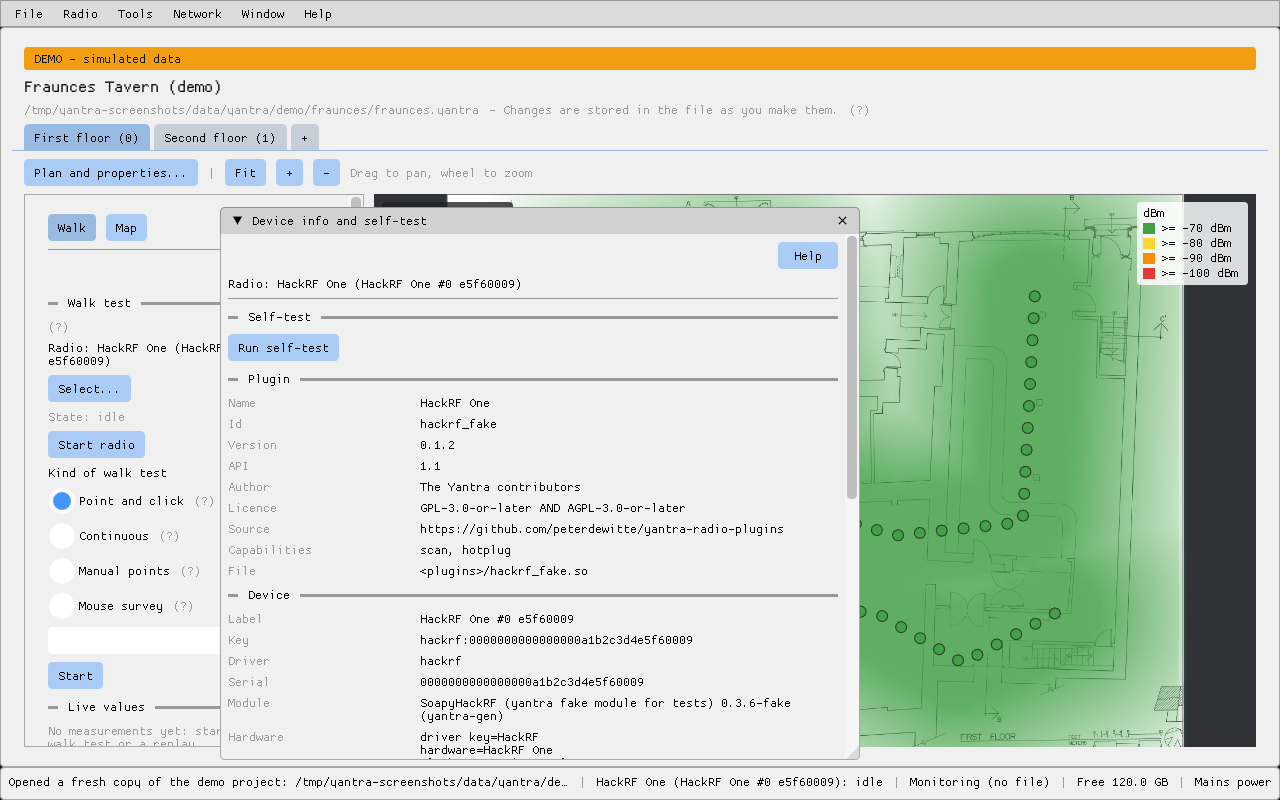 File Radio Tools Network Window Help
DEMO - simulated data
Fraunces Tavern (demo)
/tmp/yantra-screenshots/data/yantra/demo/fraunces/fraunces.yantra - Changes are stored in the file as you make them. (?)
First floor (0) Second floor (1) +
Plan and properties... | Fit + - Drag to pan, wheel to zoom
Walk Map
Walk test
(?)
Radio: HackRF One (HackRF
e5f60009)
Select...
State: idle
Start radio
Kind of walk test
Point and click (?)
Continuous (?)
Manual points (?)
Mouse survey (?)
Start
Live values
No measurements yet: star
walk test or a replay
▼ Device info and self-test ✕
Help
Radio: HackRF One (HackRF One #0 e5f60009)
Self-test
Run self-test
Plugin
Name HackRF One
Id hackrf_fake
Version 0.1.2
API 1.1
Author The Yantra contributors
Licence GPL-3.0-or-later AND AGPL-3.0-or-later
Source https://github.com/peterdewitte/yantra-radio-plugins
Capabilities scan, hotplug
File <plugins>/hackrf_fake.so
Device
Label HackRF One #0 e5f60009
Key hackrf:0000000000000000a1b2c3d4e5f60009
Driver hackrf
Serial 0000000000000000a1b2c3d4e5f60009
Module SoapyHackRF (yantra fake module for tests) 0.3.6-fake
(yantra-gen)
Hardware driver key=HackRF
hardware=HackRF One
dBm
>= -70 dBm
>= -80 dBm
>= -90 dBm
>= -100 dBm
FIRST FLOOR
Opened a fresh copy of the demo project: /tmp/yantra-screenshots/data/yantra/de… | HackRF One (HackRF One #0 e5f60009): idle | Monitoring (no file) | Free 120.0 GB | Mains power